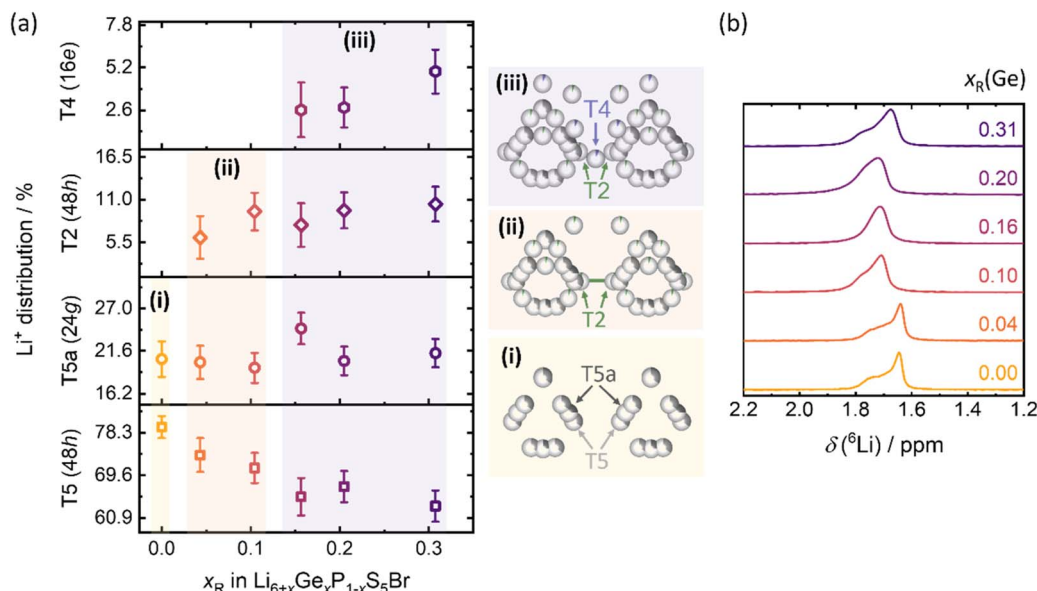 (a)
Li⁺ distribution / %
T4 (16e)
7.8
5.2
2.6
(iii)
T2 (48h)
16.5
11.0
5.5
(ii)
T5a (24g)
27.0
21.6
16.2
(i)
T5 (48h)
78.3
69.6
60.9
0.0 0.1 0.2 0.3
xR in Li6+xGexP1-xS5Br
(iii)
T4
T2
(ii)
T2
(i)
T5a
T5
(b)
xR(Ge)
0.31
0.20
0.16
0.10
0.04
0.00
2.2 2.0 1.8 1.6 1.4 1.2
δ(⁶Li) / ppm